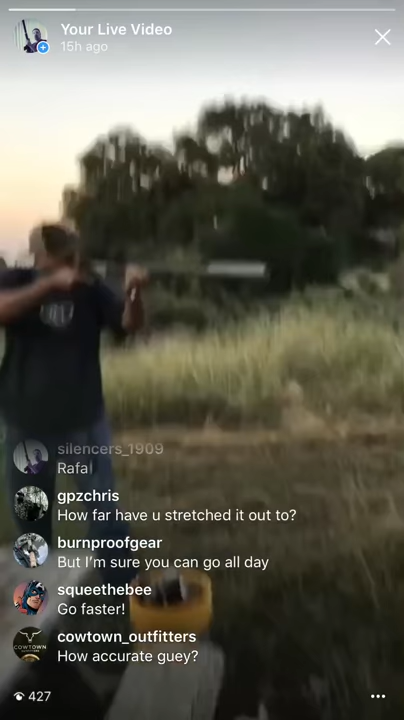 Your Live Video
15h ago
silencers_1909
Rafa
gpzchris
How far have u stretched it out to?
burnproofgear
But I'm sure you can go all day
squeethebee
Go faster!
cowtown_outfitters
How accurate guey?
427